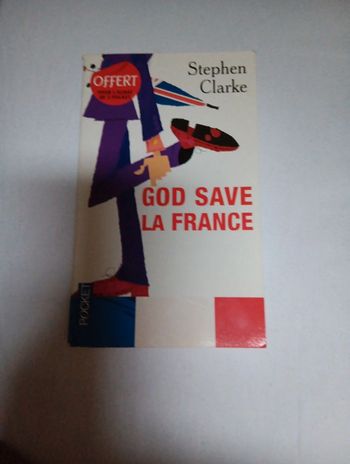 OFFERT
Stephen
Clarke
GOD SAVE
LA FRANCE
POCKET